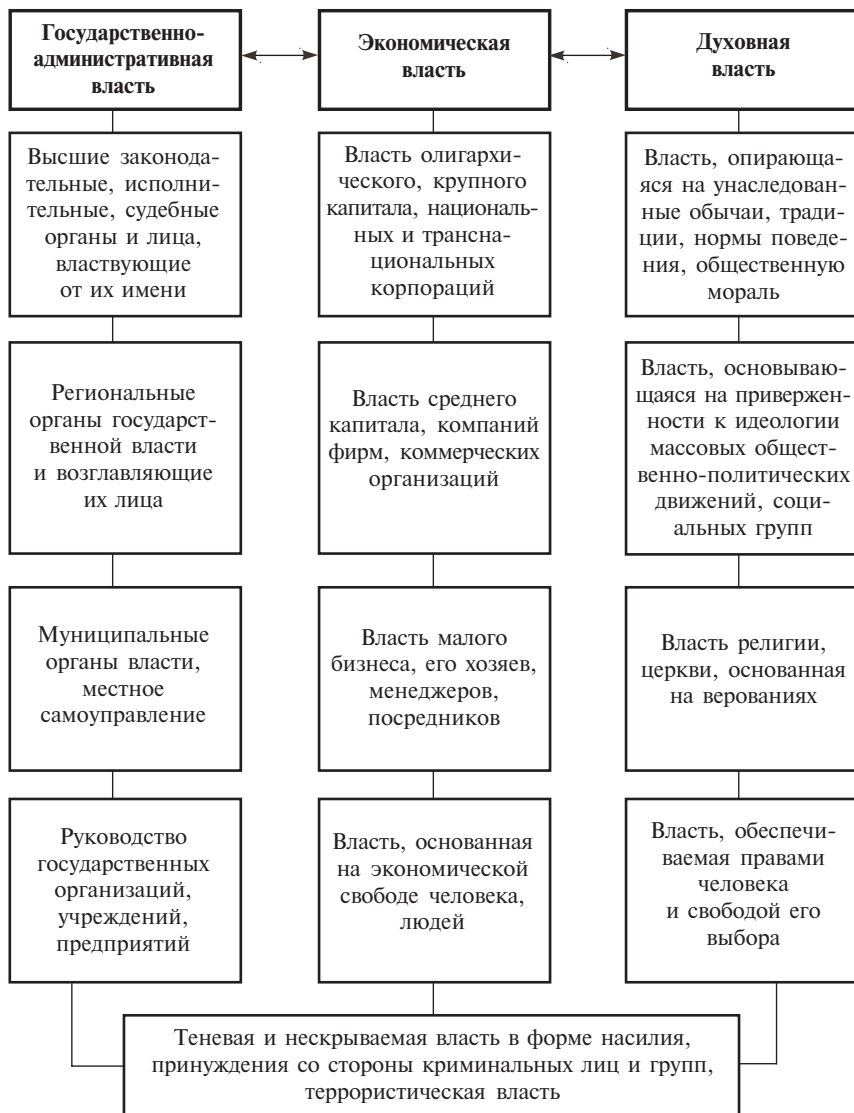 Государственно-
административная
власть
Экономическая
власть
Духовная
власть
Высшие законода-
тельные, исполни-
тельные, судебные
органы и лица,
властвующие
от их имени
Власть олигархи-
ческого, крупного
капитала, националь-
ных и трансна-
циональных
корпораций
Власть, опирающа-
яся на унаследован-
ные обычаи, тради-
ции, нормы поведе-
ния, общественную
мораль
Региональные
органы государст-
венной власти
и возглавляющие
их лица
Власть среднего
капитала, компаний
фирм, коммерческих
организаций
Власть, основываю-
щаяся на привержен-
ности к идеологии
массовых общест-
венно-политических
движений, соци-
альных групп
Муниципальные
органы власти,
местное
самоуправление
Власть малого
бизнеса, его хозяев,
менеджеров,
посредников
Власть религии,
церкви, основанная
на верованиях
Руководство
государственных
организаций,
учреждений,
предприятий
Власть, основанная
на экономической
свободе человека,
людей
Власть, обеспечи-
ваемая правами
человека
и свободой его
выбора
Теневая и нескрываемая власть в форме насилия,
принуждения со стороны криминальных лиц и групп,
террористическая власть